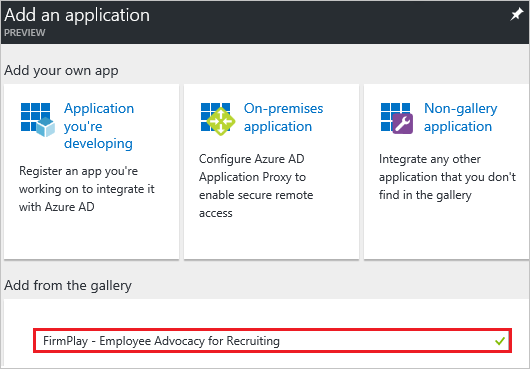 Add an application
PREVIEW
Add your own app
Application
you're
developing
Register an app you're
working on to integrate it
with Azure AD
On-premises
application
Configure Azure AD
Application Proxy to
enable secure remote
access
Non-gallery
application
Integrate any other
application that you don't
find in the gallery
Add from the gallery
FirmPlay - Employee Advocacy for Recruiting